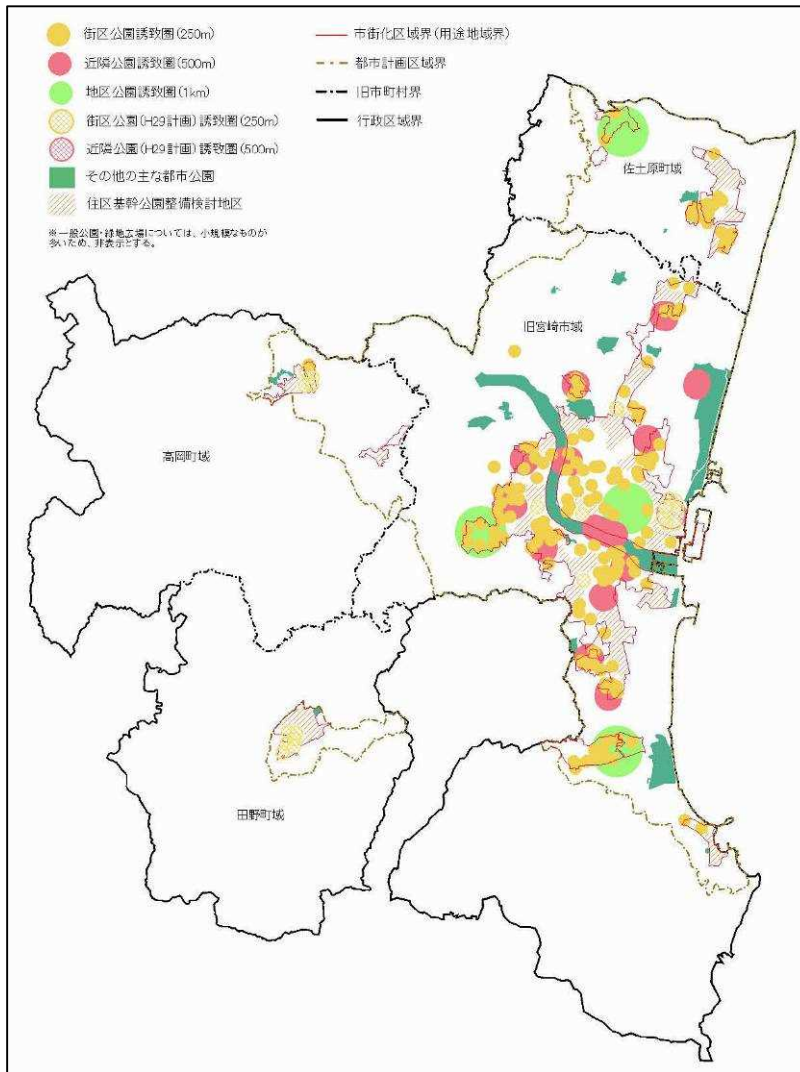 街区公園誘致圏(250m)
近隣公園誘致圏(500m)
地区公園誘致圏(1km)
街区公園(H29計画)誘致圏(250m)
近隣公園(H29計画)誘致圏(500m)
その他の主な都市公園
住区基幹公園整備検討地区
※一般公園・緑地広場については、小規模なものが
多いため、非表示とする。
市街化区域界(用途地域界)
都市計画区域界
旧市町村界
行政区域界
佐土原町域
旧宮崎市域
高岡町域
田野町域